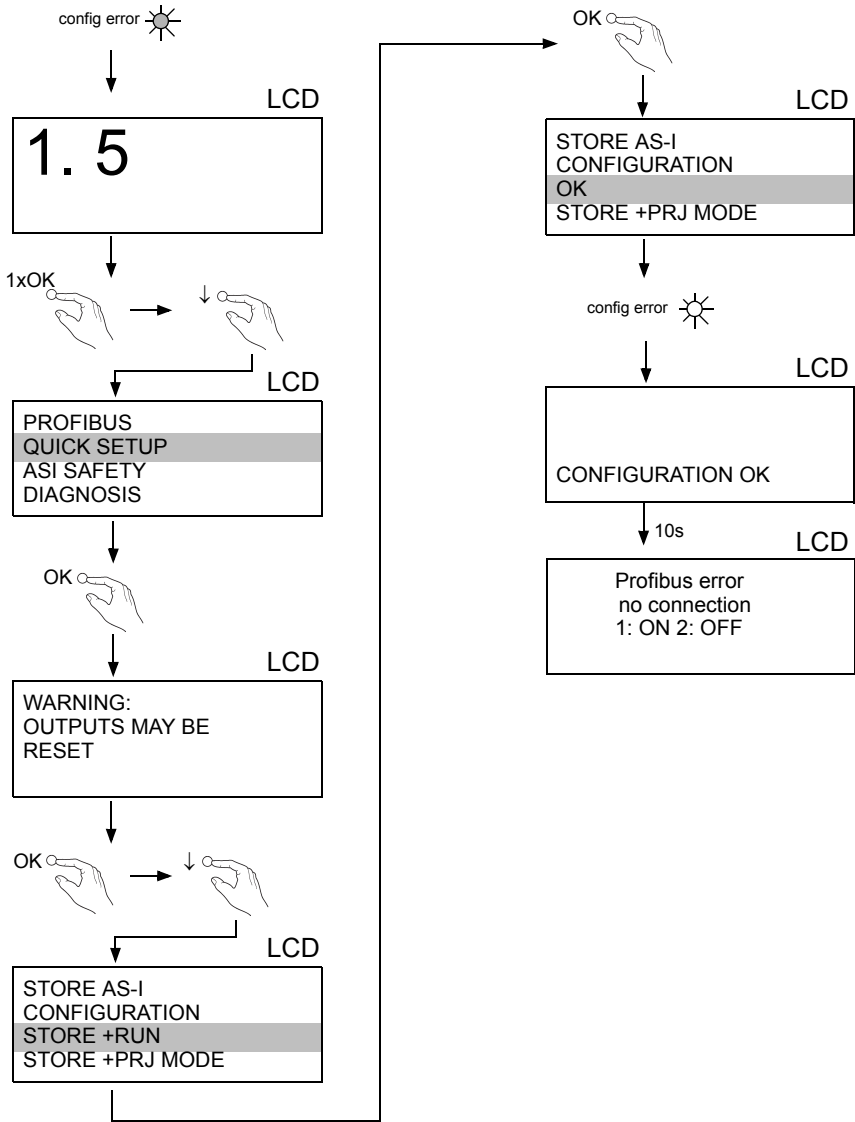 config error
LCD
1. 5
1xOK
↓
LCD
PROFIBUS
QUICK SETUP
ASI SAFETY
DIAGNOSIS
OK
LCD
WARNING:
OUTPUTS MAY BE
RESET
OK
↓
LCD
STORE AS-I
CONFIGURATION
STORE +RUN
STORE +PRJ MODE
OK
LCD
STORE AS-I
CONFIGURATION
OK
STORE +PRJ MODE
config error
LCD
CONFIGURATION OK
10s
LCD
Profibus error
no connection
1: ON 2: OFF